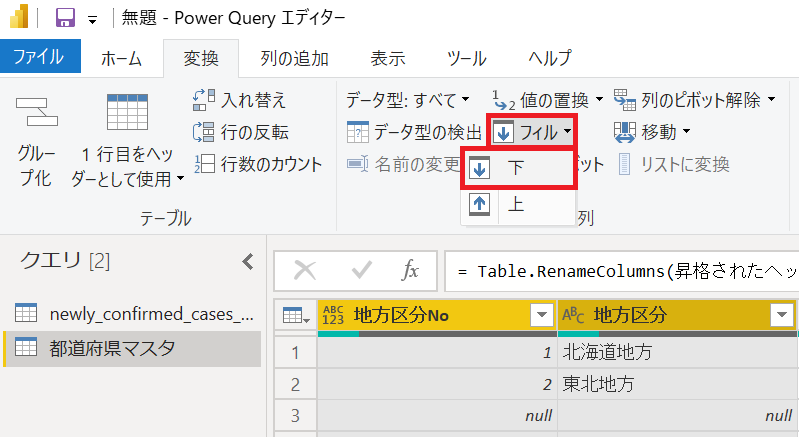 無題 - Power Query エディター
ファイル ホーム 変換 列の追加 表示 ツール ヘルプ
グループ化
1 行目をヘッダーとして使用
入れ替え
行の反転
行数のカウント
テーブル
データ型: すべて
データ型の検出
名前の変更
1 2 値の置換
フィル
下
上
ボット
列のピボット解除
移動
リストに変換
列
クエリ [2]
newly_confirmed_cases_...
都道府県マスタ
fx = Table.RenameColumns(昇格されたヘッ
ABC 123 地方区分No ABC 地方区分
1 1 北海道地方
2 2 東北地方
3 null null